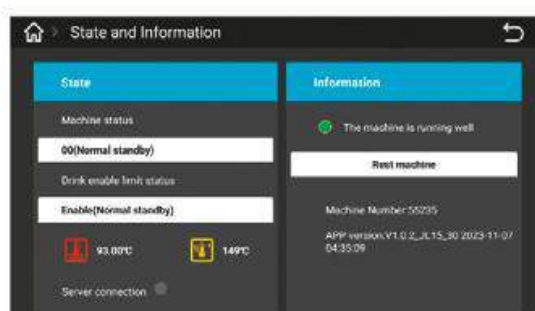 State and Information
State
Machine status
00(Normal standby)
Drink enable limit status
Enable(Normal standby)
93.00℃
149℃
Server connection
Information
The machine is running well
Rest machine
Machine Number:55235
APP version:V1.0.2_JL15_30 2023-11-07
04:35:09